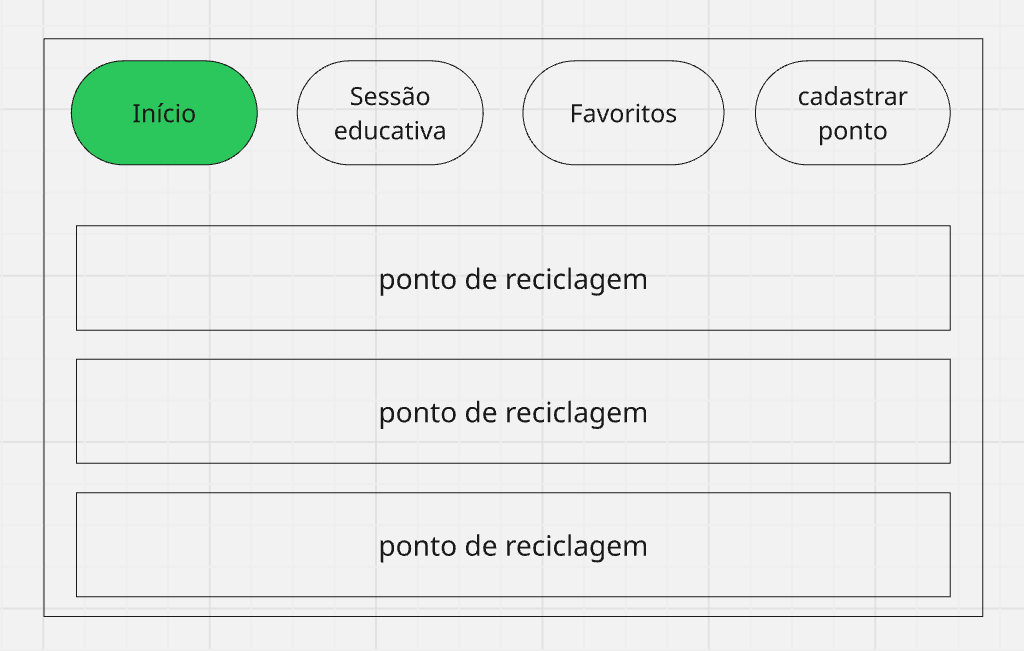 Início
Sessão
educativa
Favoritos
cadastrar
ponto
ponto de reciclagem
ponto de reciclagem
ponto de reciclagem